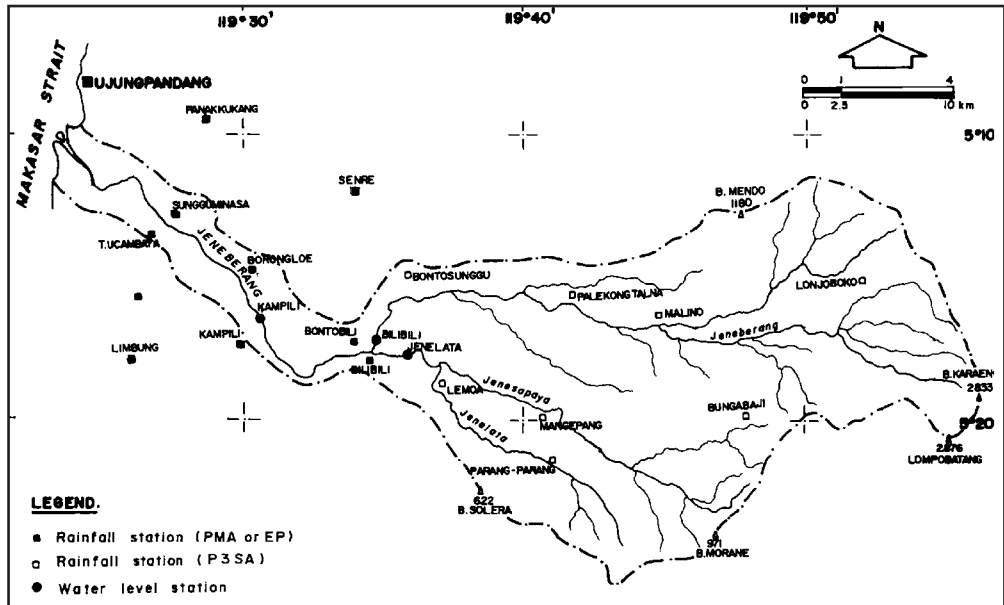 119°30'
119°40'
119°50'
N
0 1 4
0 2.5 10 km
MAKASAR STRAIT
UJUNGPANDANG
PANAKKUKANG
5°10
SENRE
B. MENDO
1180
SUNGGUMINASA
T.UCAMBAYA
JENEBERANG
BORONGLOE
BONTOSUNGGU
LONJOBOKO
PALEKONGTALNA
MALINO
KAMPILI
Jeneberang
KAMPILI
BONTOBILI
BILIBILI
JENELATA
LIMBUNG
BILIBILI
B. KARAEN
2833
LEMOA
Jenesapaya
BUNGABAJI
Jenelata
MANGEPANG
5°20
2876
LOMPOBATANG
PARANG-PARANG
622
B. SOLERA
971
B.MORANE
LEGEND.
Rainfall station (PMA or EP)
Rainfall station (P3SA)
Water level station